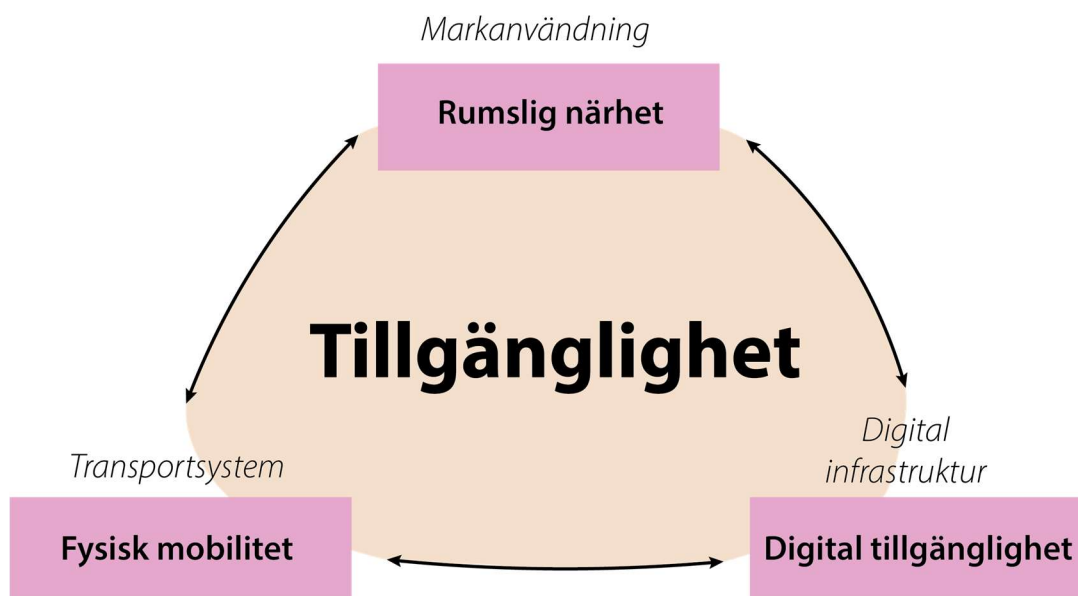 Markanvändning
Rumslig närhet
Tillgänglighet
Transportsystem
Fysisk mobilitet
Digital
infrastruktur
Digital tillgänglighet